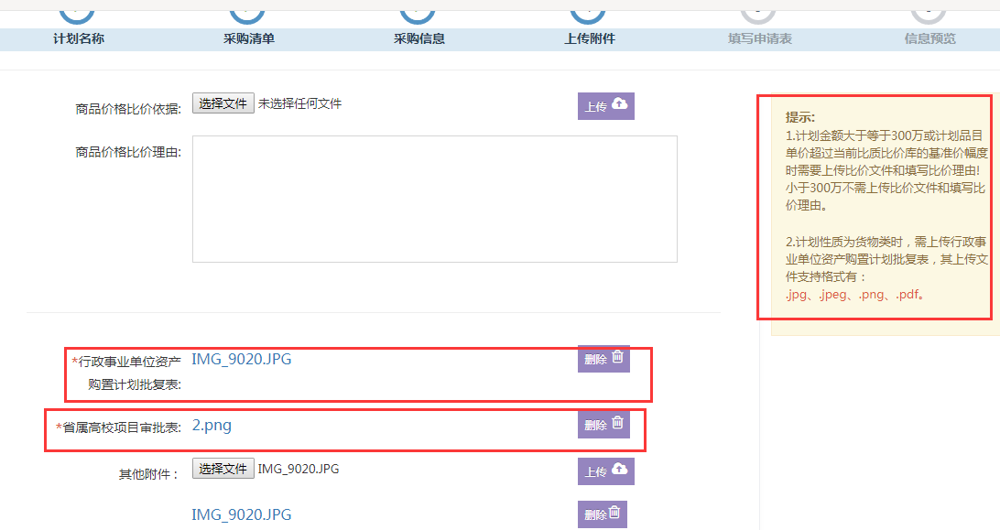 计划名称 采购清单 采购信息 上传附件 填写申请表 信息预览
商品价格比价依据: 选择文件 未选择任何文件 上传
商品价格比价理由:
提示:
1.计划金额大于等于300万或计划品目
单价超过当前比质比价库的基准价幅度
时需要上传比价文件和填写比价理由!
小于300万不需上传比价文件和填写比
价理由。
2.计划性质为货物类时，需上传行政事
业单位资产购置计划批复表，其上传文
件支持格式有：
.jpg、.jpeg、.png、.pdf。
*行政事业单位资产 IMG_9020.JPG 删除
购置计划批复表:
*省属高校项目审批表: 2.png 删除
其他附件： 选择文件 IMG_9020.JPG 上传
IMG_9020.JPG 删除